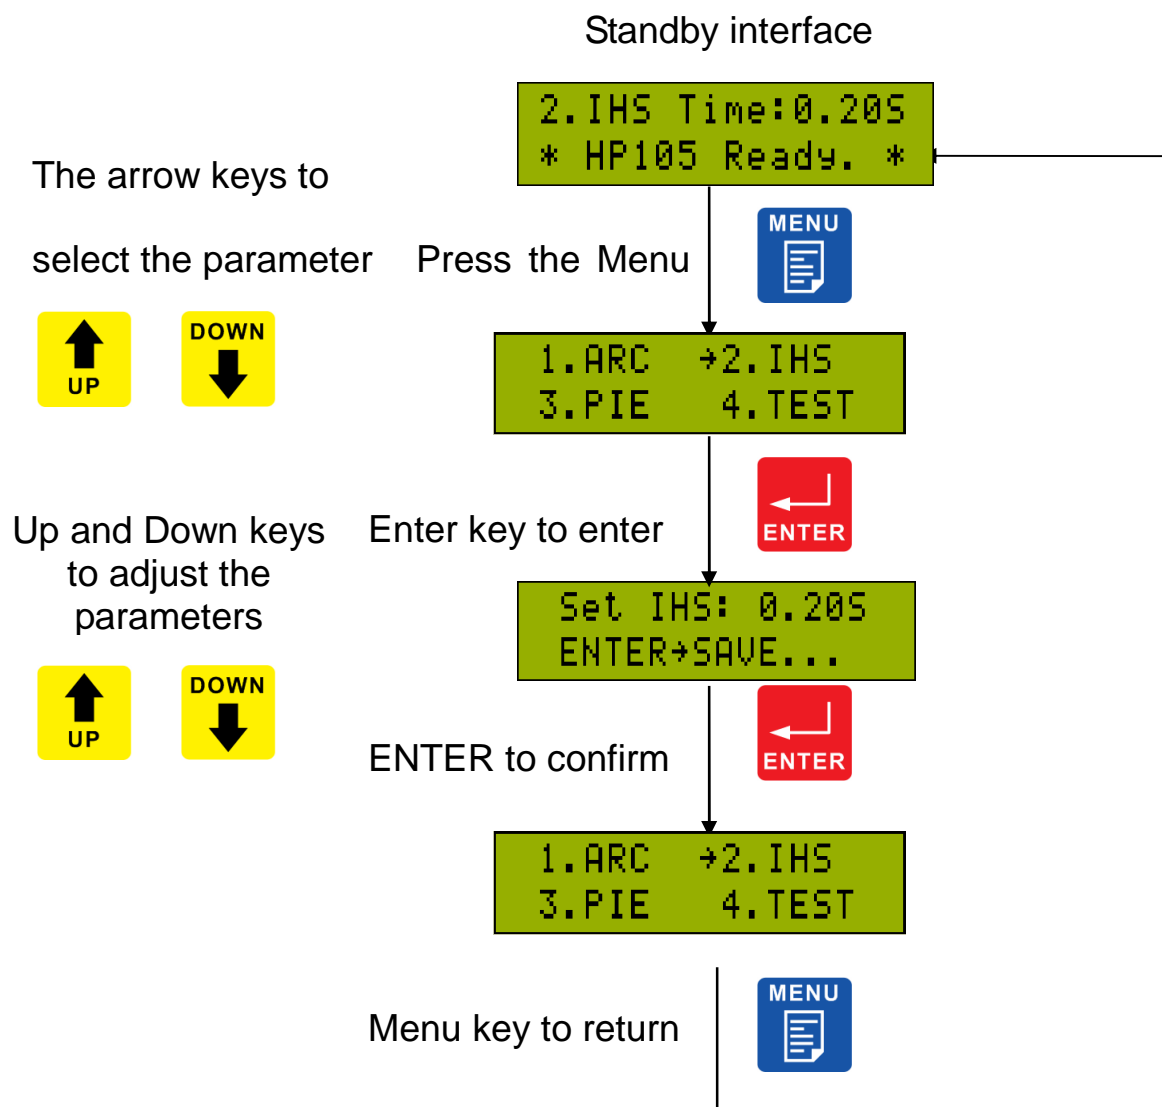 Standby interface
2.IHS Time:0.20S
* HP105 Ready. *
The arrow keys to
select the parameter
UP
DOWN
Press the Menu
MENU
1.ARC →2.IHS
3.PIE 4.TEST
Up and Down keys
to adjust the
parameters
UP
DOWN
Enter key to enter
ENTER
Set IHS: 0.20S
ENTER→SAVE...
ENTER to confirm
ENTER
1.ARC →2.IHS
3.PIE 4.TEST
Menu key to return
MENU